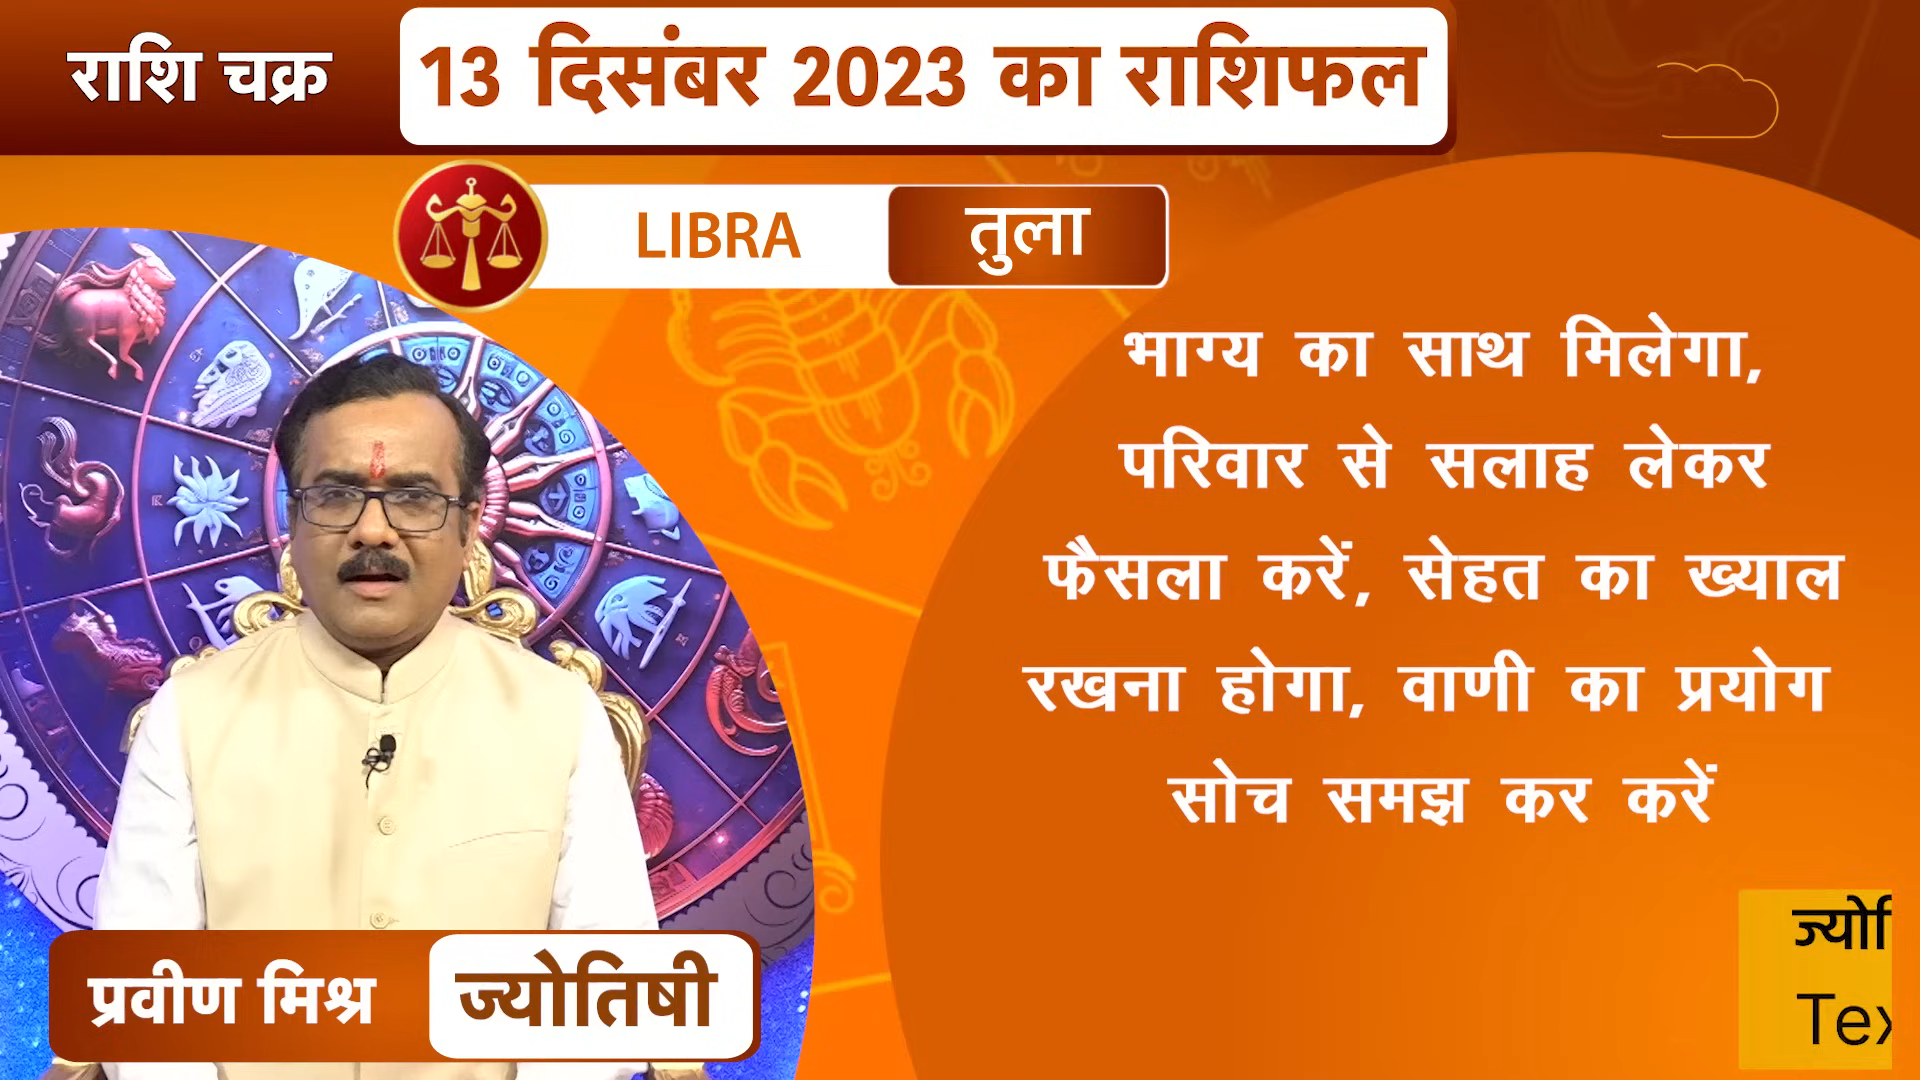 राशि चक्र
13 दिसंबर 2023 का राशिफल
LIBRA
तुला
भाग्य का साथ मिलेगा,
परिवार से सलाह लेकर
फैसला करें, सेहत का ख्याल
रखना होगा, वाणी का प्रयोग
सोच समझ कर करें
प्रवीण मिश्र
ज्योतिषी